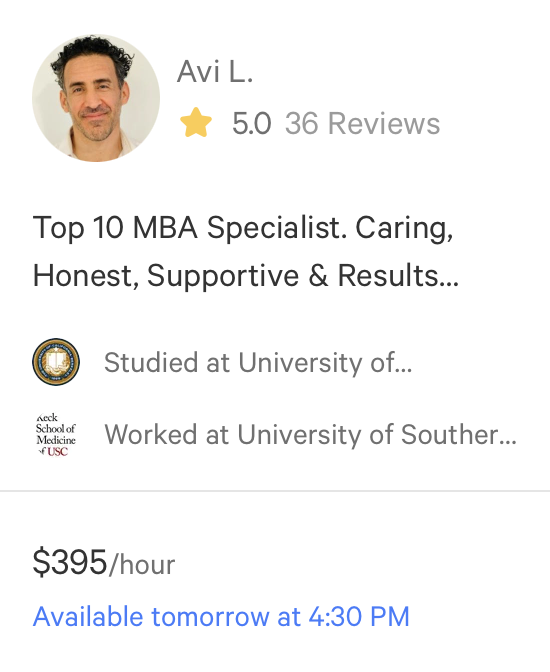 Avi L.
5.0 36 Reviews
Top 10 MBA Specialist. Caring,
Honest, Supportive & Results...
Studied at University of...
Keck
School of
Medicine
of USC
Worked at University of Souther...
$395/hour
Available tomorrow at 4:30 PM